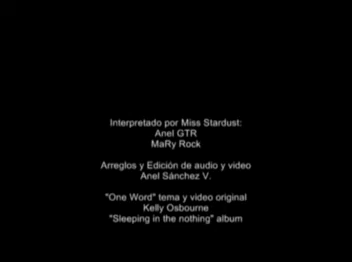 Interpretado por Miss Stardust:
Anel GTR
MaRy Rock
Arreglos y Edición de audio y video
Anel Sánchez V.
"One Word" tema y video original
Kelly Osbourne
"Sleeping in the nothing" album